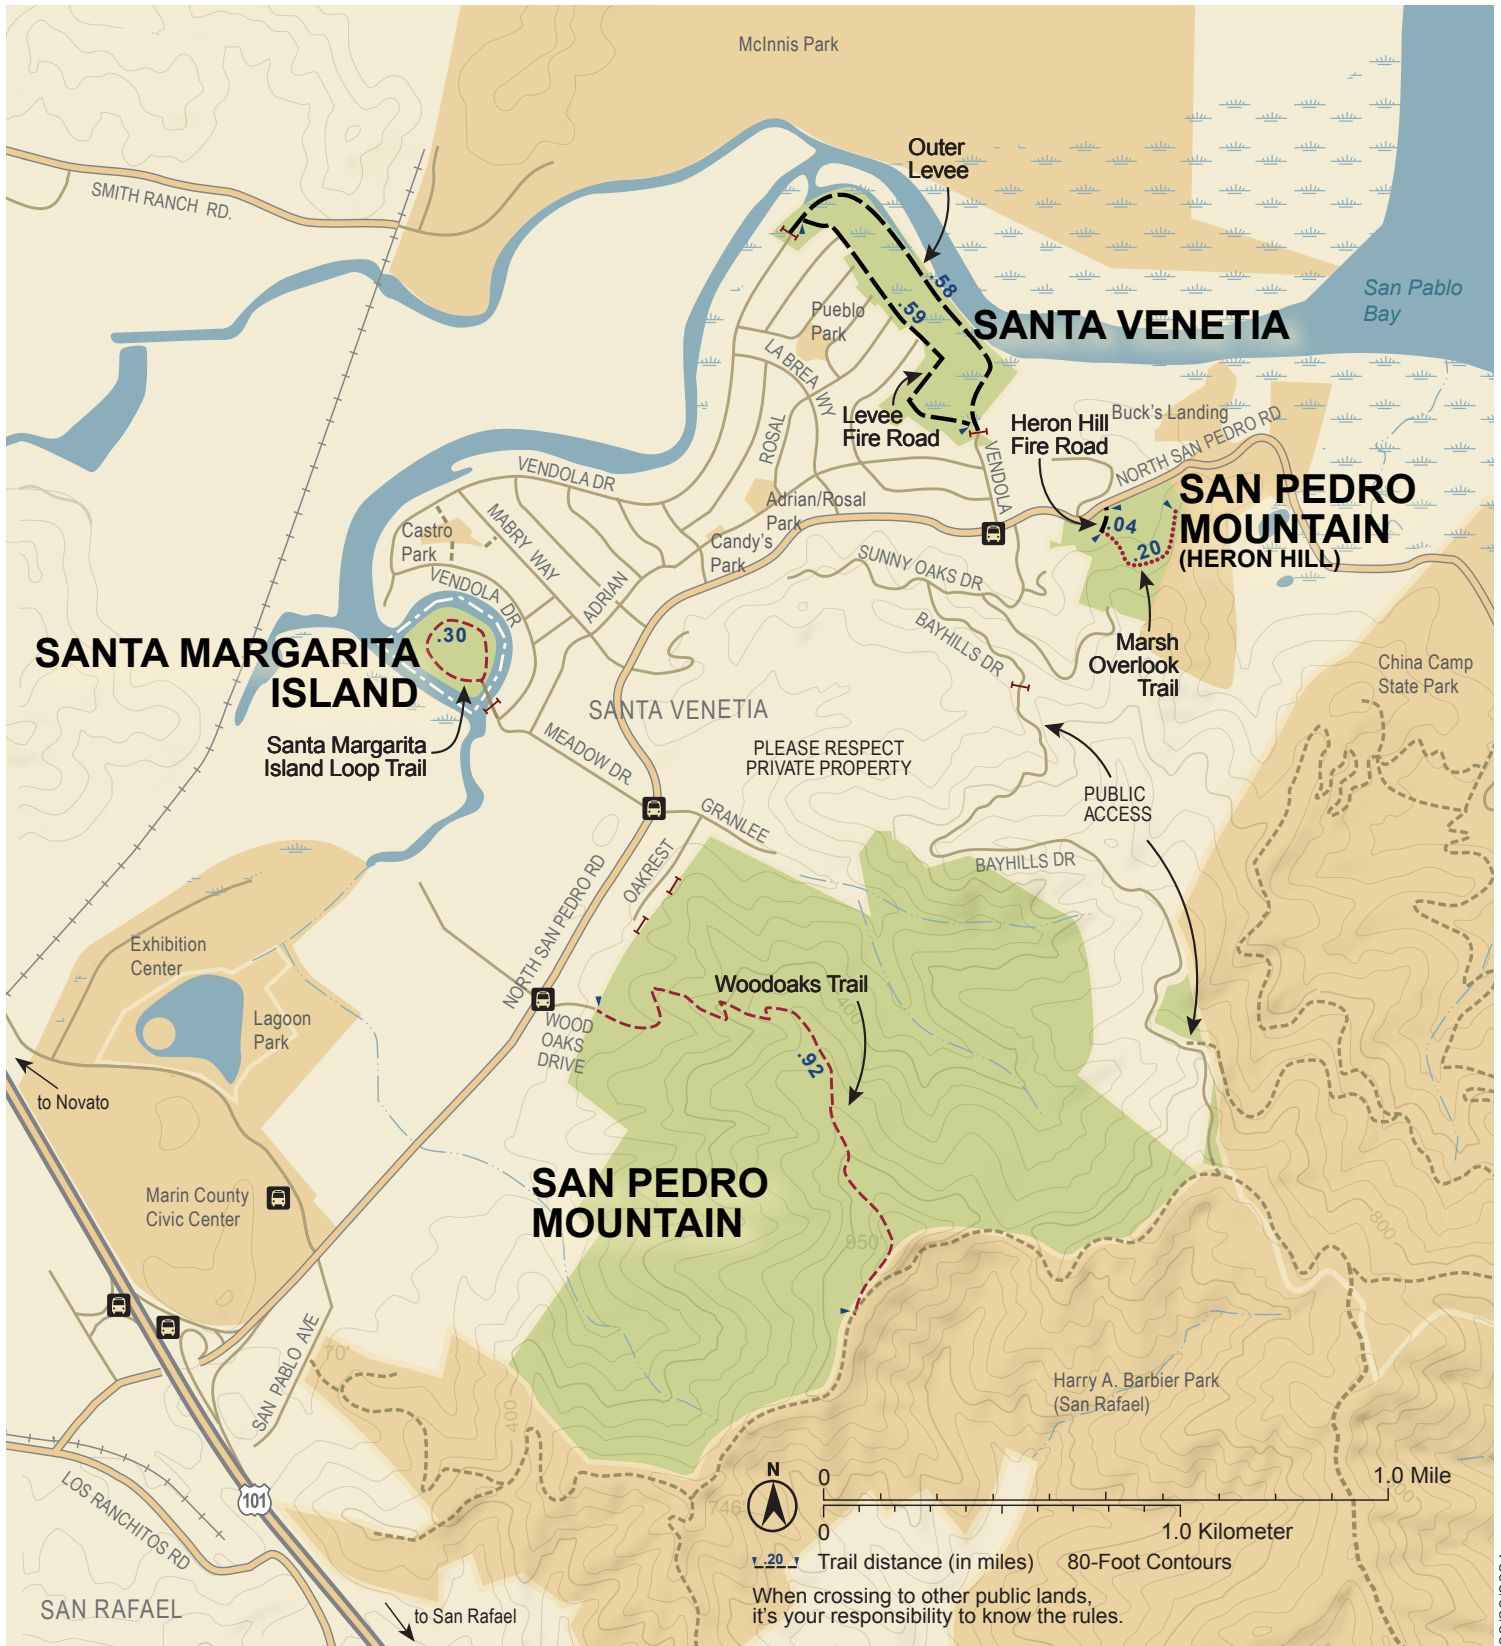 McInnis Park
SMITH RANCH RD.
Outer
Levee
.58
.59
San Pablo
Bay
SANTA VENETIA
Pueblo
Park
LA BREA WY
Levee
Fire Road
Buck's Landing
Heron Hill
Fire Road
NORTH SAN PEDRO RD
ROSAL
VENDOLA
VENDOLA DR
SAN PEDRO
MOUNTAIN
(HERON HILL)
.04
.20
Adrian/Rosal
Park
Candy's
Park
MABRY WAY
Castro
Park
SUNNY OAKS DR
VENDOLA DR
ADRIAN
BAYHILLS DR
.30
SANTA MARGARITA
ISLAND
Marsh
Overlook
Trail
China Camp
State Park
SANTA VENETIA
Santa Margarita
Island Loop Trail
MEADOW DR.
PLEASE RESPECT
PRIVATE PROPERTY
PUBLIC
ACCESS
GRANLEE
OAKREST
BAYHILLS DR
NORTH SAN PEDRO RD
Exhibition
Center
Woodoaks Trail
400
Lagoon
Park
WOOD
OAKS
DRIVE
.92
to Novato
SAN PEDRO
MOUNTAIN
Marin County
Civic Center
800
950'
SAN PABLO AVE
70'
400
Harry A. Barbier Park
(San Rafael)
LOS RANCHITOS RD
101
746'
N
0
1.0 Mile
0
1.0 Kilometer
.20
Trail distance (in miles)
80-Foot Contours
When crossing to other public lands,
it's your responsibility to know the rules.
SAN RAFAEL
to San Rafael